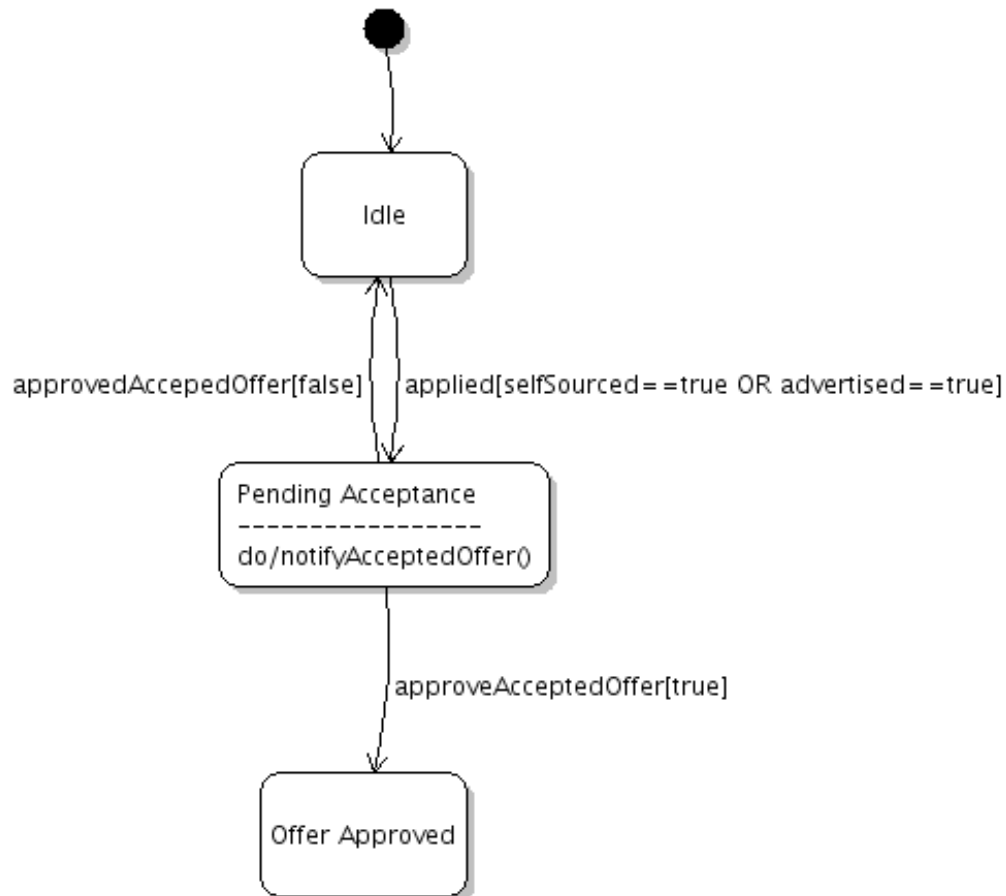 Idle
approvedAccepedOffer[false]
applied[selfSourced==true OR advertised==true]
Pending Acceptance
-----------------
do/notifyAcceptedOffer()
approveAcceptedOffer[true]
Offer Approved